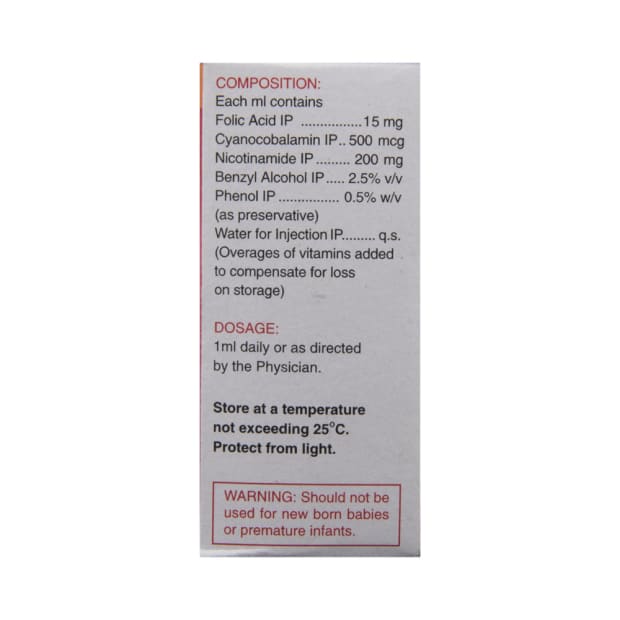 COMPOSITION:
Each ml contains
Folic Acid IP ................15 mg
Cyanocobalamin IP.. 500 mcg
Nicotinamide IP......... 200 mg
Benzyl Alcohol IP..... 2.5% v/v
Phenol IP................ 0.5% w/v
(as preservative)
Water for Injection IP......... q.s.
(Overages of vitamins added
to compensate for loss
on storage)
DOSAGE:
1ml daily or as directed
by the Physician.
Store at a temperature
not exceeding 25°C.
Protect from light.
WARNING: Should not be
used for new born babies
or premature infants.